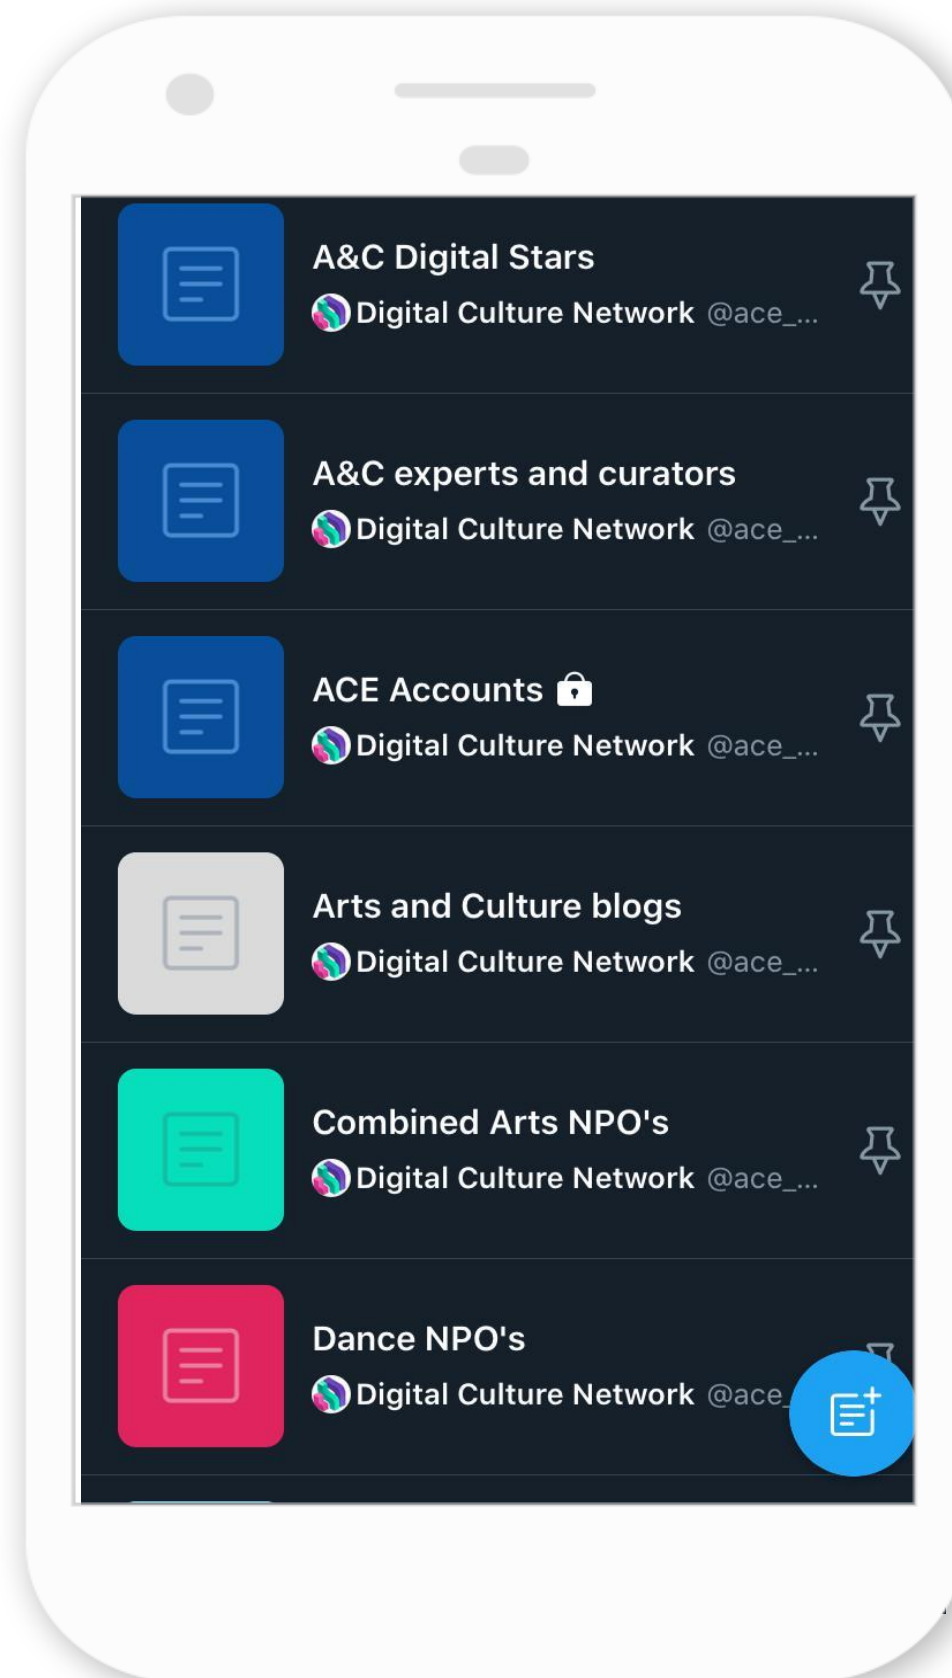 A&C Digital Stars
Digital Culture Network @ace_...
A&C experts and curators
Digital Culture Network @ace_...
ACE Accounts
Digital Culture Network @ace_...
Arts and Culture blogs
Digital Culture Network @ace_...
Combined Arts NPO's
Digital Culture Network @ace_...
Dance NPO's
Digital Culture Network @ace_